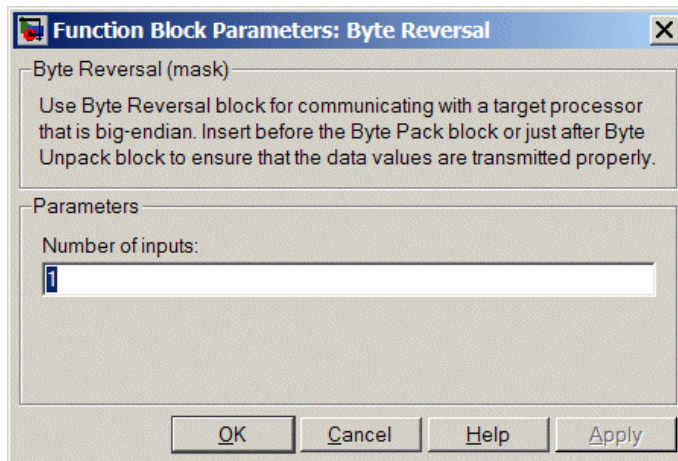 Function Block Parameters: Byte Reversal
Byte Reversal (mask)
Use Byte Reversal block for communicating with a target processor
that is big-endian. Insert before the Byte Pack block or just after Byte
Unpack block to ensure that the data values are transmitted properly.
Parameters
Number of inputs:
1
OK Cancel Help Apply